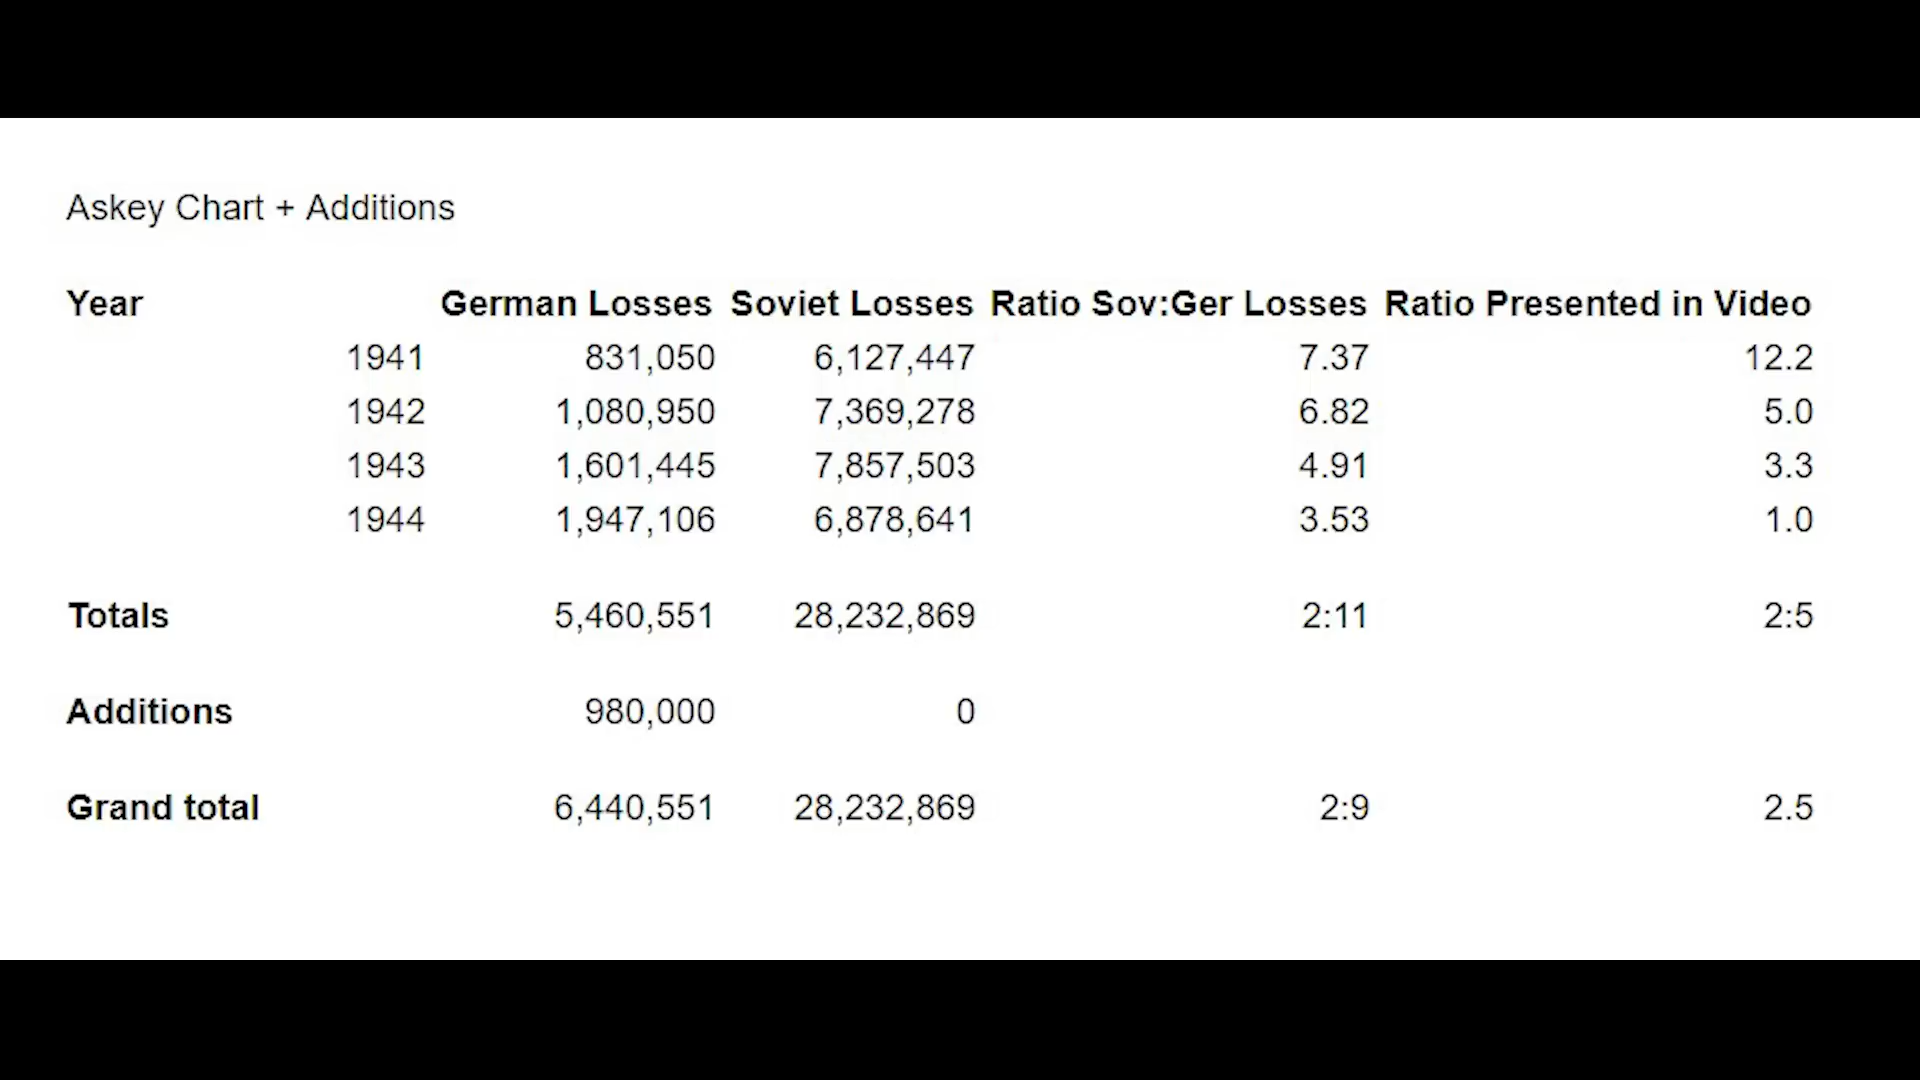 Askey Chart + Additions
Year German Losses Soviet Losses Ratio Sov:Ger Losses Ratio Presented in Video
1941 831,050 6,127,447 7.37 12.2
1942 1,080,950 7,369,278 6.82 5.0
1943 1,601,445 7,857,503 4.91 3.3
1944 1,947,106 6,878,641 3.53 1.0
Totals 5,460,551 28,232,869 2:11 2:5
Additions 980,000 0
Grand total 6,440,551 28,232,869 2:9 2.5